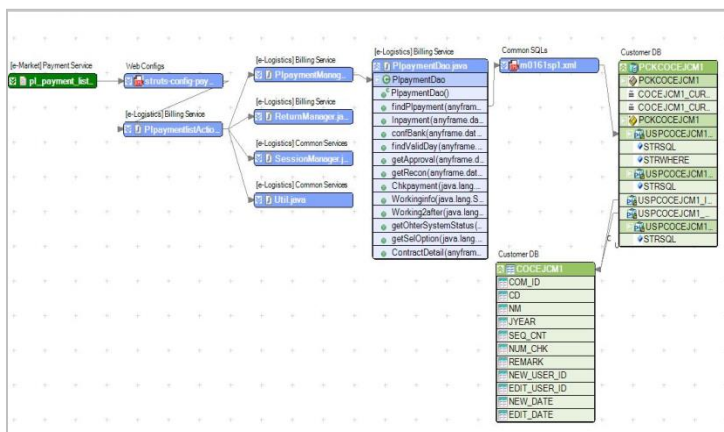 [e-Market] Payment Service
pl_payment_list...
Web Configs
struts-config-pay...
[e-Logistics] Billing Service
PlpaymentlistActio...
[e-Logistics] Billing Service
PlpaymentManag...
[e-Logistics] Billing Service
ReturnManager.ja...
[e-Logistics] Common Services
SessionManager.j...
[e-Logistics] Common Services
Util.java
[e-Logistics] Billing Service
PlpaymentDao.java
PlpaymentDao
PlpaymentDao()
findPlpayment(anyfram...
Inpayment(anyframe.da...
confBank(anyframe.dat...
findValidDay(anyframe...
getApproval(anyframe.d...
getRecon(anyframe.dat...
Chkpayment(java.lang...
Workinginfo(java.lang.S...
Working2after(java.lang...
getOhterSystemStatus(...
getSelOption(java.lang...
ContractDetail(anyfram...
Common SQLs
m0161sp1.xml
Customer DB
PCKCOCEJCM1
PCKCOCEJCM1
COCEJCM1_CUR...
COCEJCM1_CUR...
PCKCOCEJCM1
USPCOCEJCM1...
STRSQL
STRWHERE
USPCOCEJCM1...
STRSQL
USPCOCEJCM1_I...
USPCOCEJCM1_...
USPCOCEJCM1...
STRSQL
C
U
Customer DB
COCEJCM1
COM_ID
CD
NM
JYEAR
SEQ_CNT
NUM_CHK
REMARK
NEW_USER_ID
EDIT_USER_ID
NEW_DATE
EDIT_DATE